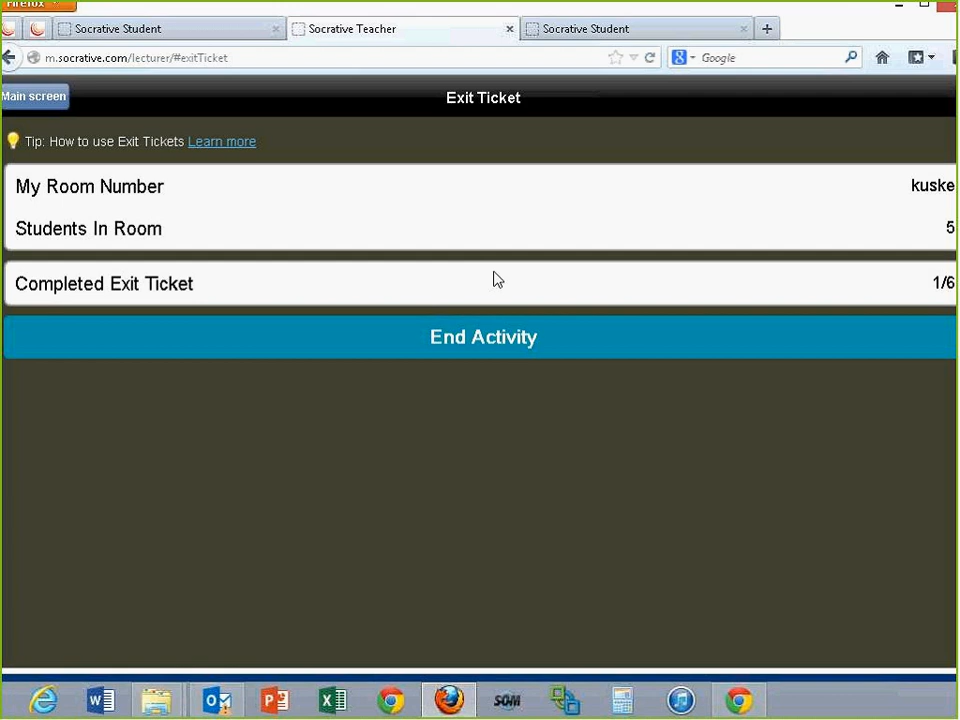 Firefox
Socrative Student
Socrative Teacher
Socrative Student
m.socrative.com/lecturer/#exitTicket
Google
Main screen
Exit Ticket
Tip: How to use Exit Tickets Learn more
My Room Number kuske
Students In Room 5
Completed Exit Ticket 1/6
End Activity
SOM